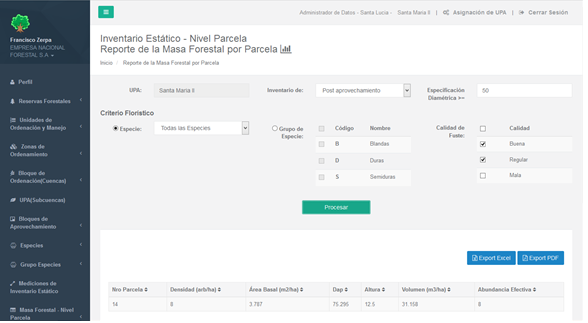 Francisco Zerpa
EMPRESA NACIONAL FORESTAL S.A
Perfil
Reservas Forestales
Unidades de Ordenación y Manejo
Zonas de Ordenamiento
Bloque de Ordenación(Cuencas)
UPA(Subcuencas)
Bloques de Aprovechamiento
Especies
Grupo Especies
Mediciones de Inventario Estático
Masa Forestal - Nivel Parcela
Administrador de Datos - Santa Lucia - Santa Maria II | Asignación de UPA | Cerrar Sesión
Inventario Estático - Nivel Parcela
Reporte de la Masa Forestal por Parcela
Inicio / Reporte de la Masa Forestal por Parcela
UPA: Santa Maria II
Inventario de: Post aprovechamiento
Especificación Diamétrica >= 50
Criterio Florístico
Especie: Todas las Especies
Grupo de Especie:
Código Nombre
B Blandas
D Duras
S Semiduras
Calidad de Fuste:
Calidad
Buena
Regular
Mala
Procesar
Export Excel Export PDF
Nro Parcela Densidad (arb/ha) Área Basal (m2/ha) Dap Altura Volumen (m3/ha) Abundancia Efectiva
14 8 3.787 75.295 12.5 31.158 8